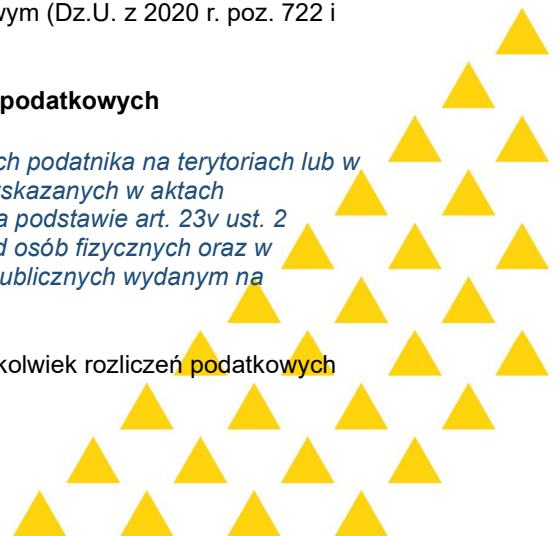 wym (Dz.U. z 2020 r. poz. 722 i
podatkowych
ch podatnika na terytoriach lub w
wskazanych w aktach
a podstawie art. 23v ust. 2
d osób fizycznych oraz w
publicznych wydanym na
kolwiek rozliczeń podatkowych